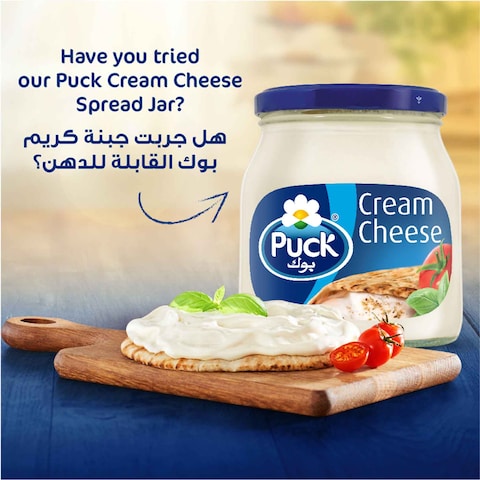 Have you tried
our Puck Cream Cheese
Spread Jar?
هل جربت جبنة كريم
بوك القابلة للدهن؟
Cream
Cheese
Puck
بوك
©